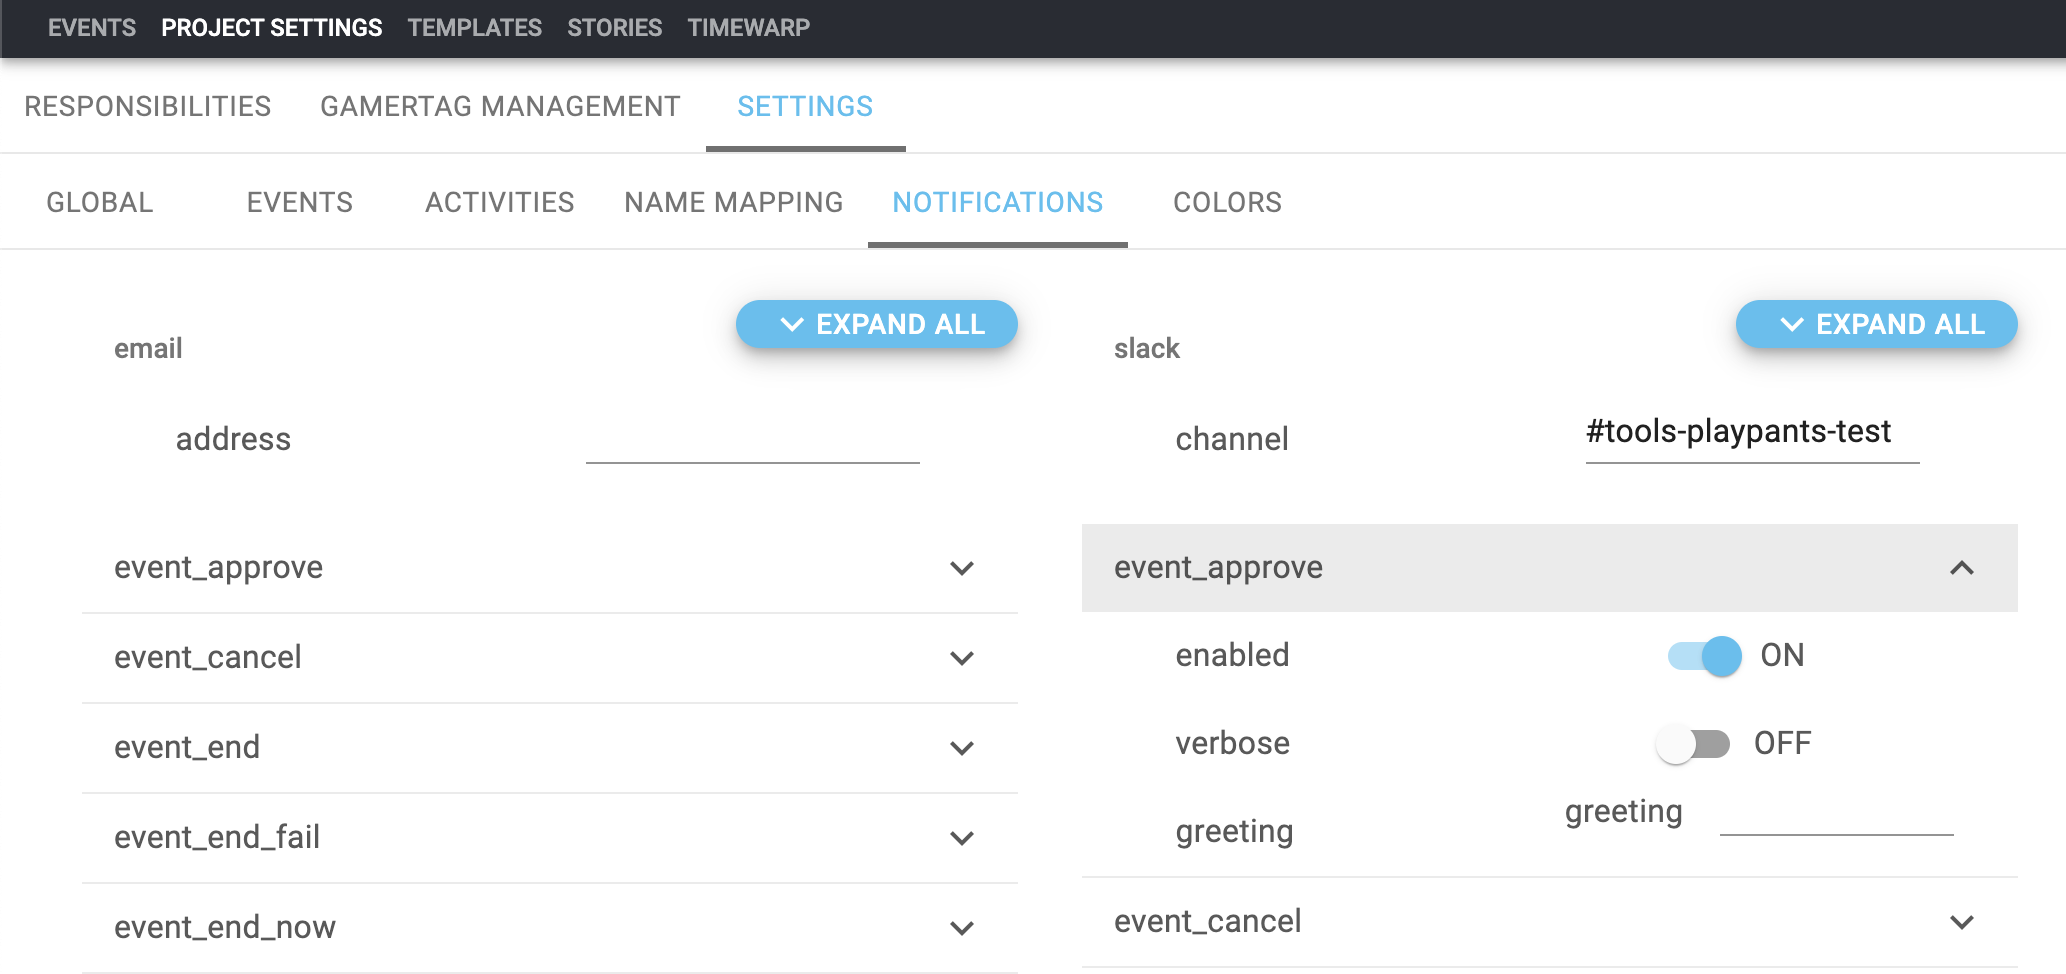 EVENTS PROJECT SETTINGS TEMPLATES STORIES TIMEWARP
RESPONSIBILITIES GAMERTAG MANAGEMENT SETTINGS
GLOBAL EVENTS ACTIVITIES NAME MAPPING NOTIFICATIONS COLORS
EXPAND ALL
email
address
event_approve
event_cancel
event_end
event_end_fail
event_end_now
EXPAND ALL
slack
channel #tools-playpants-test
event_approve
enabled ON
verbose OFF
greeting greeting
event_cancel